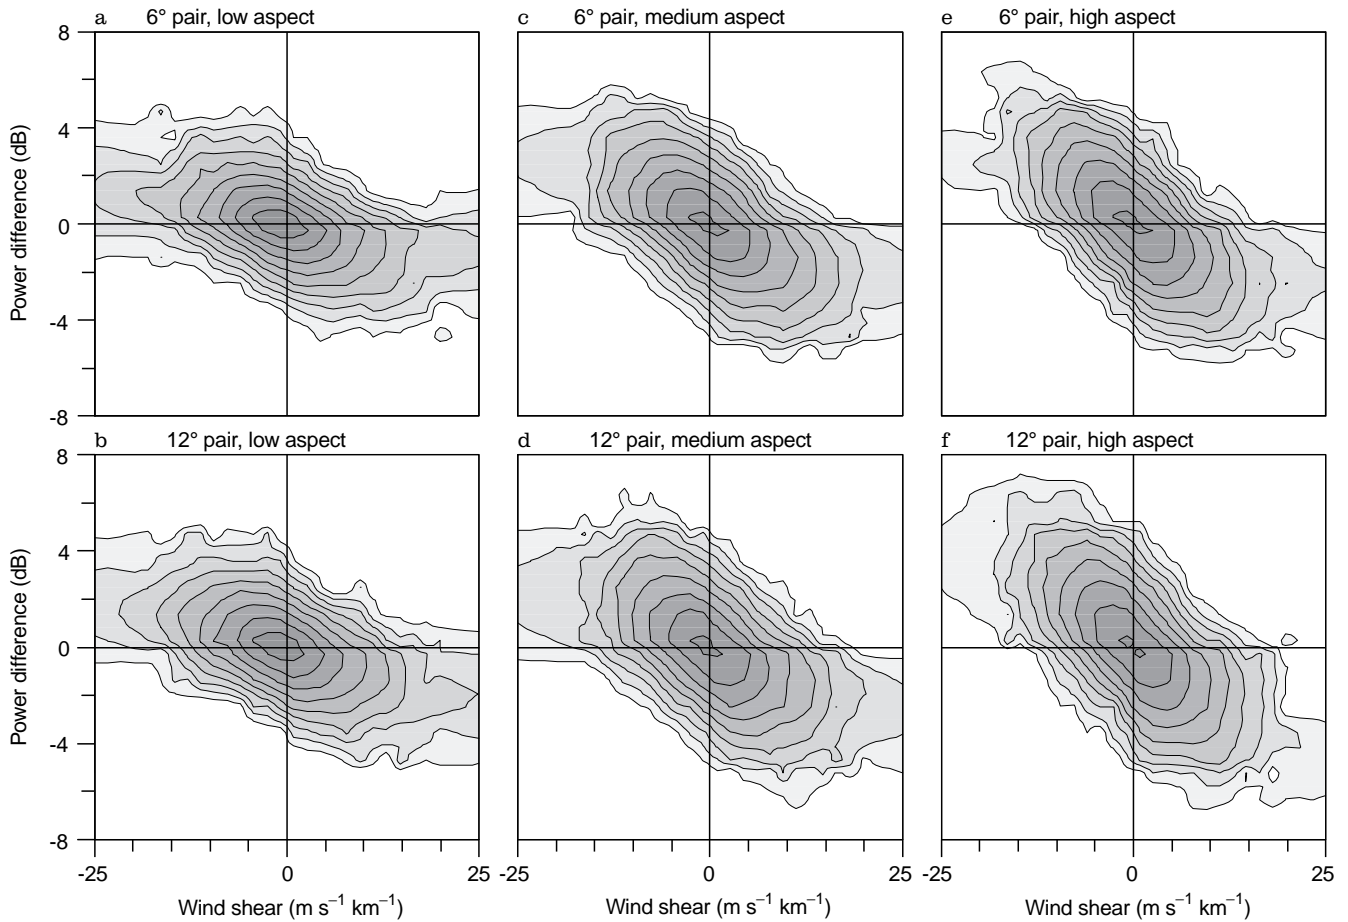 a 6° pair, low aspect
c 6° pair, medium aspect
e 6° pair, high aspect
8
4
0
-4
-8
Power difference (dB)
b 12° pair, low aspect
d 12° pair, medium aspect
f 12° pair, high aspect
8
4
0
-4
-8
Power difference (dB)
-25 0 25
-25 0 25
-25 0 25
Wind shear (m s⁻¹ km⁻¹)
Wind shear (m s⁻¹ km⁻¹)
Wind shear (m s⁻¹ km⁻¹)